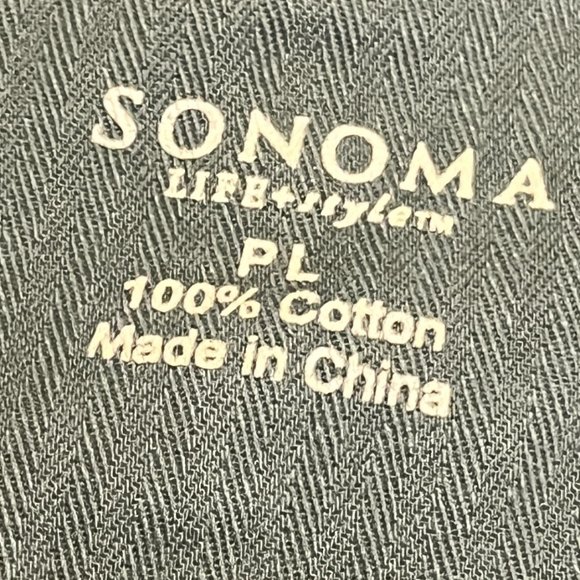 SONOMA
LIFE+style™
PL
100% Cotton
Made in China